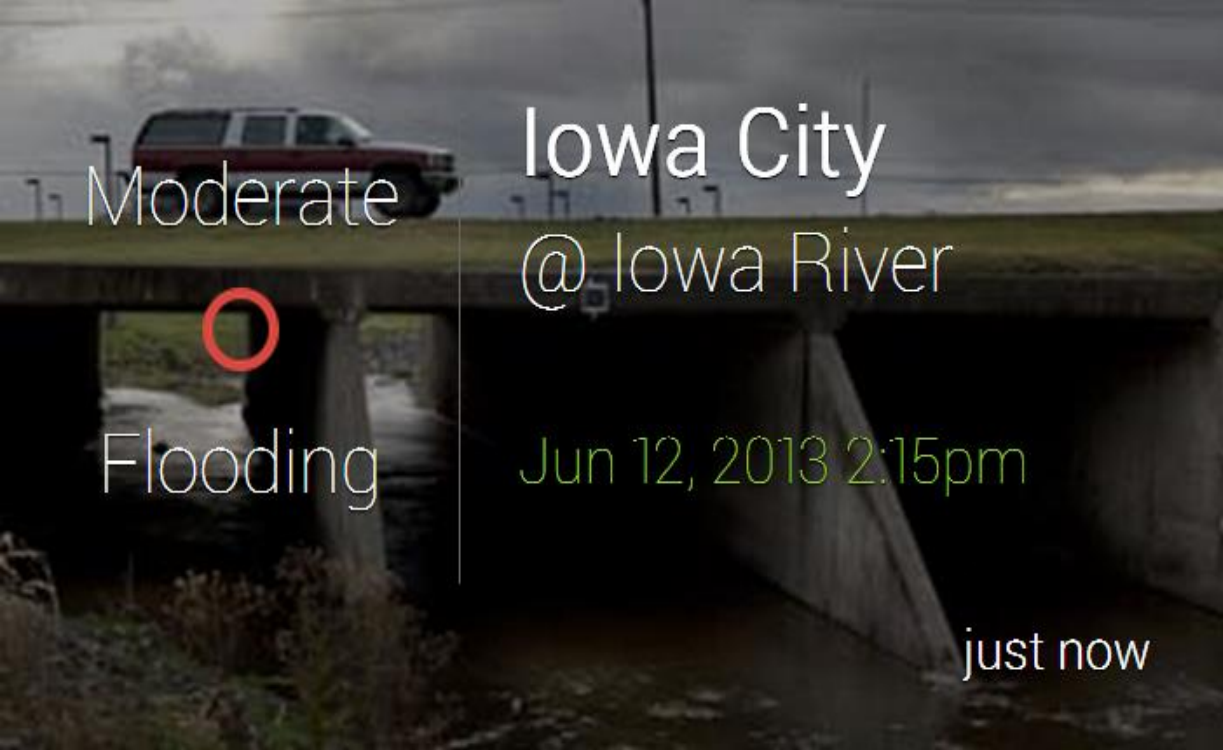 Moderate
Flooding
Iowa City
@ Iowa River
Jun 12, 2013 2:15pm
just now